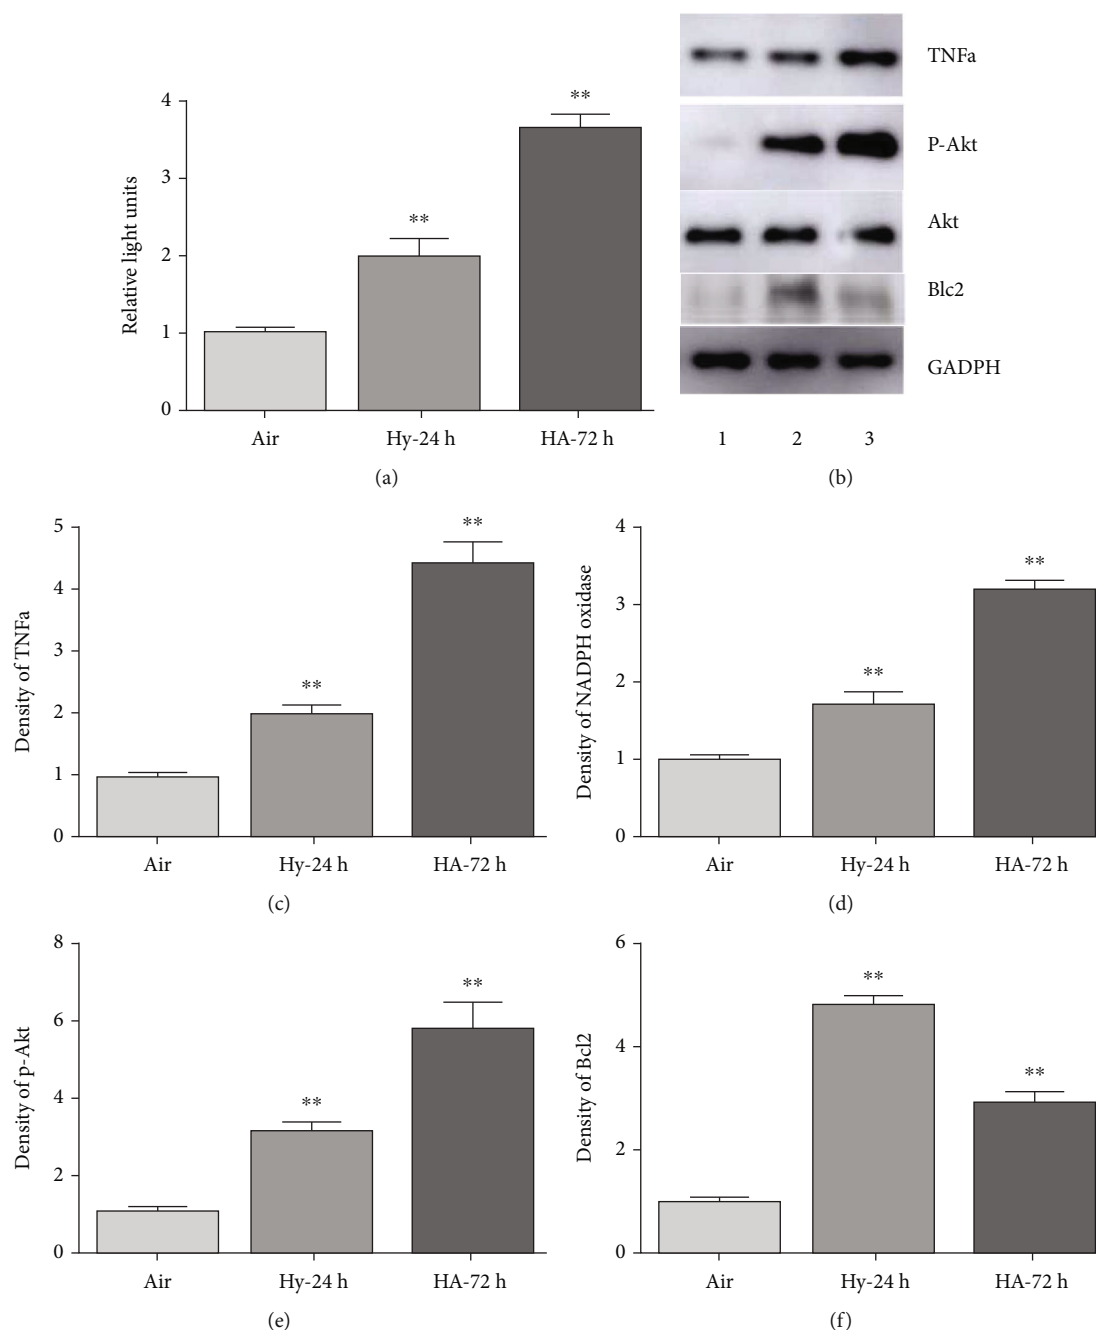 4
3
2
1
0
Relative light units
**
**
Air
Hy-24 h
HA-72 h
(a)
TNFa
P-Akt
Akt
Blc2
GADPH
1 2 3
(b)
5
4
3
2
1
0
Density of TNFa
**
**
Air
Hy-24 h
HA-72 h
(c)
4
3
2
1
0
Density of NADPH oxidase
**
**
Air
Hy-24 h
HA-72 h
(d)
8
6
4
2
0
Density of p-Akt
**
**
Air
Hy-24 h
HA-72 h
(e)
6
4
2
0
Density of Bcl2
**
**
Air
Hy-24 h
HA-72 h
(f)